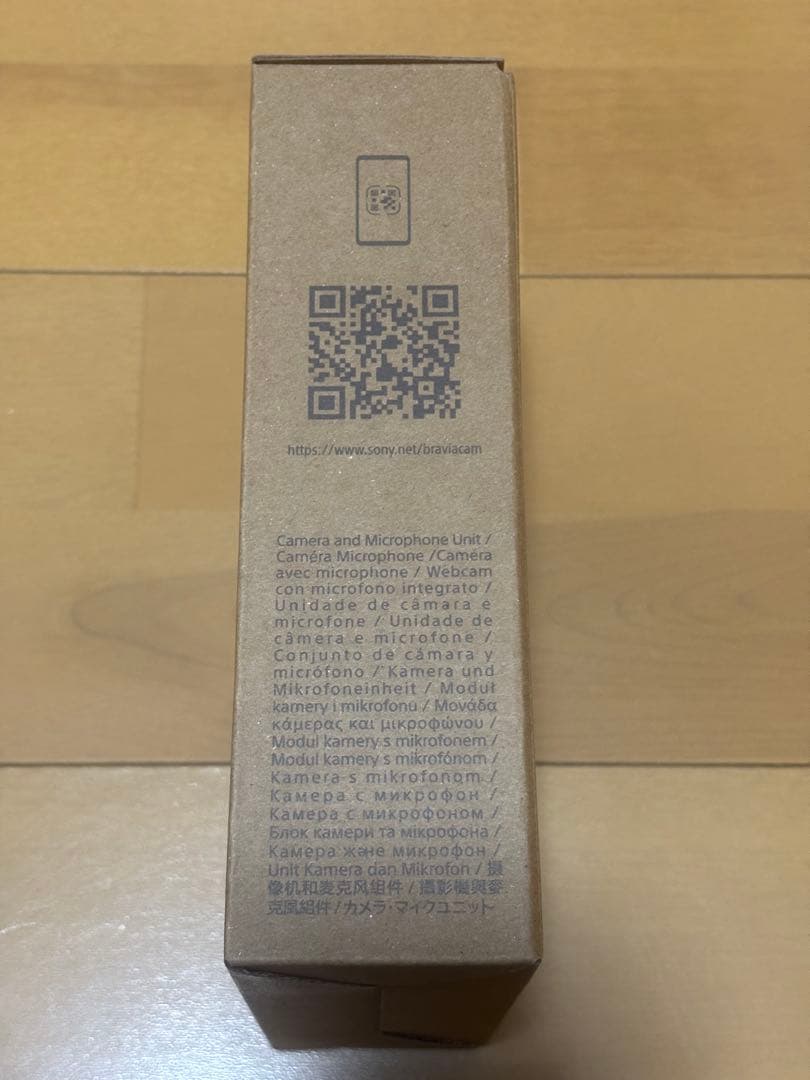 https://www.sony.net/braviacam
Camera and Microphone Unit /
Caméra Microphone /Caméra
avec microphone / Webcam
con microfono integrato /
Unidade de câmara e
microfone / Unidade de
câmera e microfone /
Conjunto de cámara y
micrófono / Kamera und
Mikrofoneinheit / Moduł
kamery i mikrofonu / Μονάδα
κάμερας και μικροφώνου /
Modul kamery s mikrofonem /
Modul kamery s mikrofónom /
Kamera s mikrofonom /
Камера с микрофон /
Камера с микрофоном /
Блок камери та мікрофона /
Камера және микрофон /
Unit Kamera dan Mikrofon / 摄
像机和麦克风组件 / 攝影機與麥
克風組件 / カメラ・マイクユニット